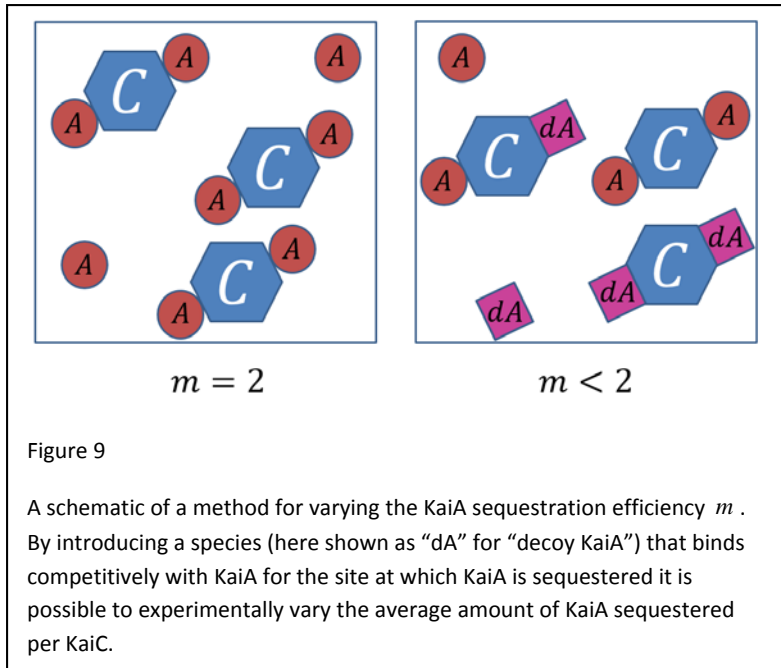 A
C
A
A
A
C
A
A
A
C
A
A
C
dA
A
A
C
A
dA
C
dA
dA
m = 2
m < 2
Figure 9
A schematic of a method for varying the KaiA sequestration efficiency m .
By introducing a species (here shown as “dA” for “decoy KaiA”) that binds
competitively with KaiA for the site at which KaiA is sequestered it is
possible to experimentally vary the average amount of KaiA sequestered
per KaiC.